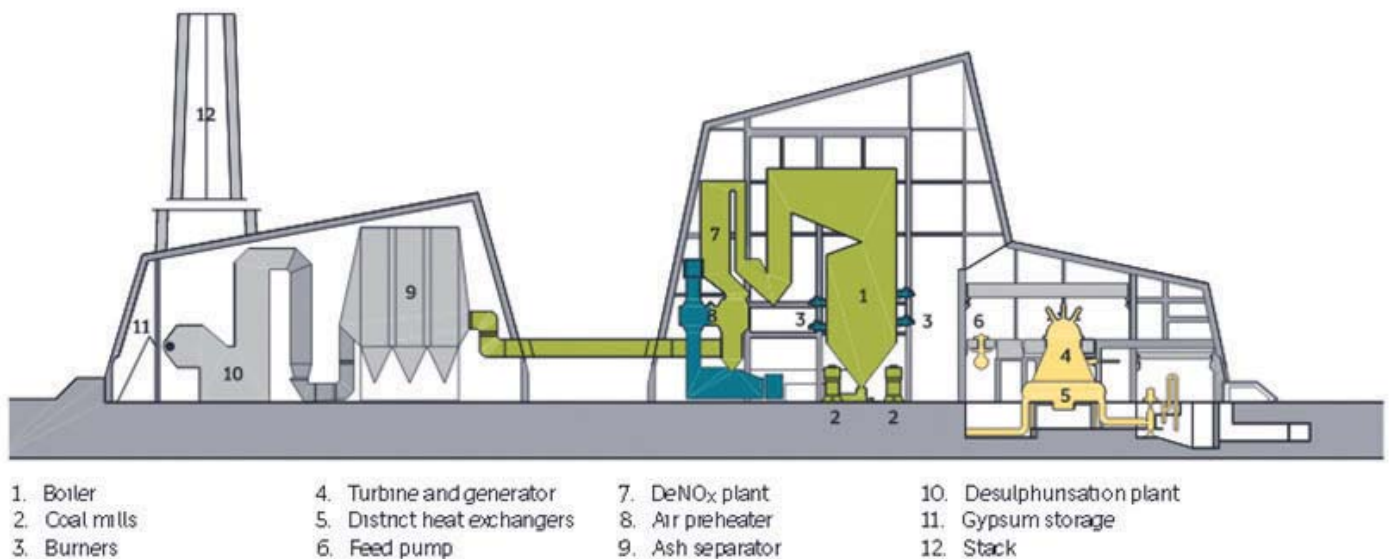 12
7
9
8
1
11
3
3
6
4
10
5
2
2
1. Boiler
2. Coal mills
3. Burners
4. Turbine and generator
5. District heat exchangers
6. Feed pump
7. DeNOx plant
8. Air preheater
9. Ash separator
10. Desulphurisation plant
11. Gypsum storage
12. Stack